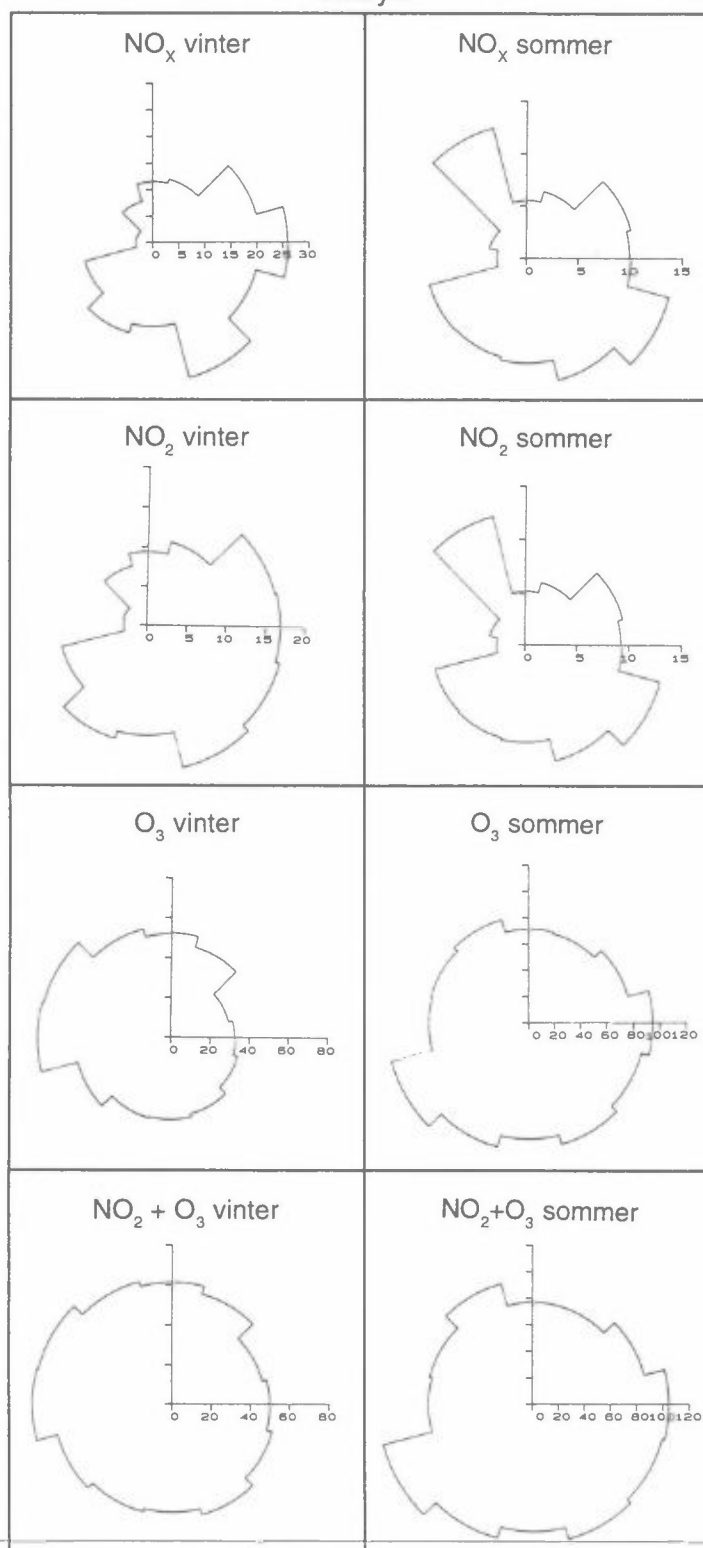 NOₓ vinter NOₓ sommer
0 5 10 15 20 25 30 0 5 10 15
NO₂ vinter NO₂ sommer
0 5 10 15 20 0 5 10 15
O₃ vinter O₃ sommer
0 20 40 60 80 0 20 40 60 80 100 120
NO₂ + O₃ vinter NO₂+O₃ sommer
0 20 40 60 80 0 20 40 60 80 100 120